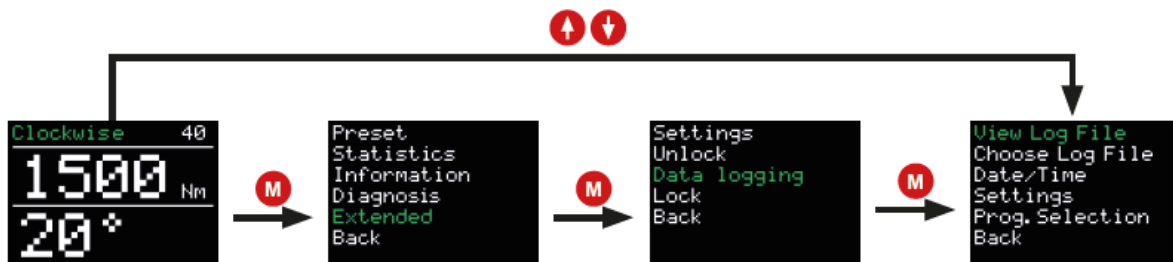 Clockwise 40
1500 Nm
20°
M
Preset
Statistics
Information
Diagnosis
Extended
Back
M
Settings
Unlock
Data logging
Lock
Back
M
View Log File
Choose Log File
Date/Time
Settings
Prog. Selection
Back